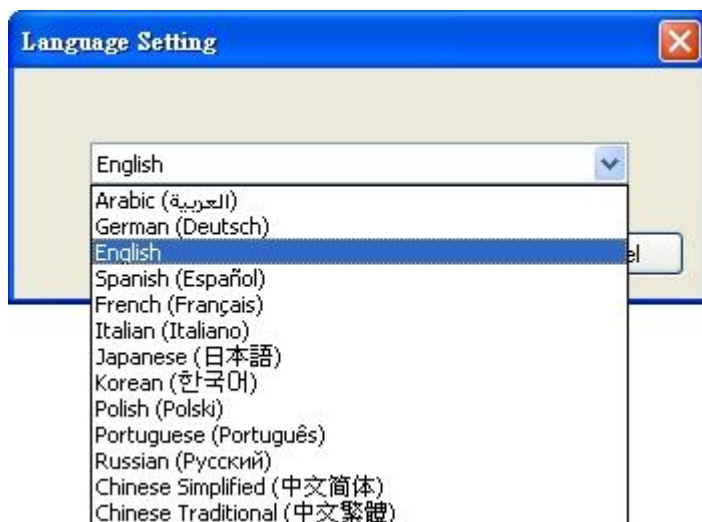 Language Setting
English
Arabic (العربية)
German (Deutsch)
English
Spanish (Español)
French (Français)
Italian (Italiano)
Japanese (日本語)
Korean (한국어)
Polish (Polski)
Portuguese (Português)
Russian (Русский)
Chinese Simplified (中文简体)
Chinese Traditional (中文繁體)